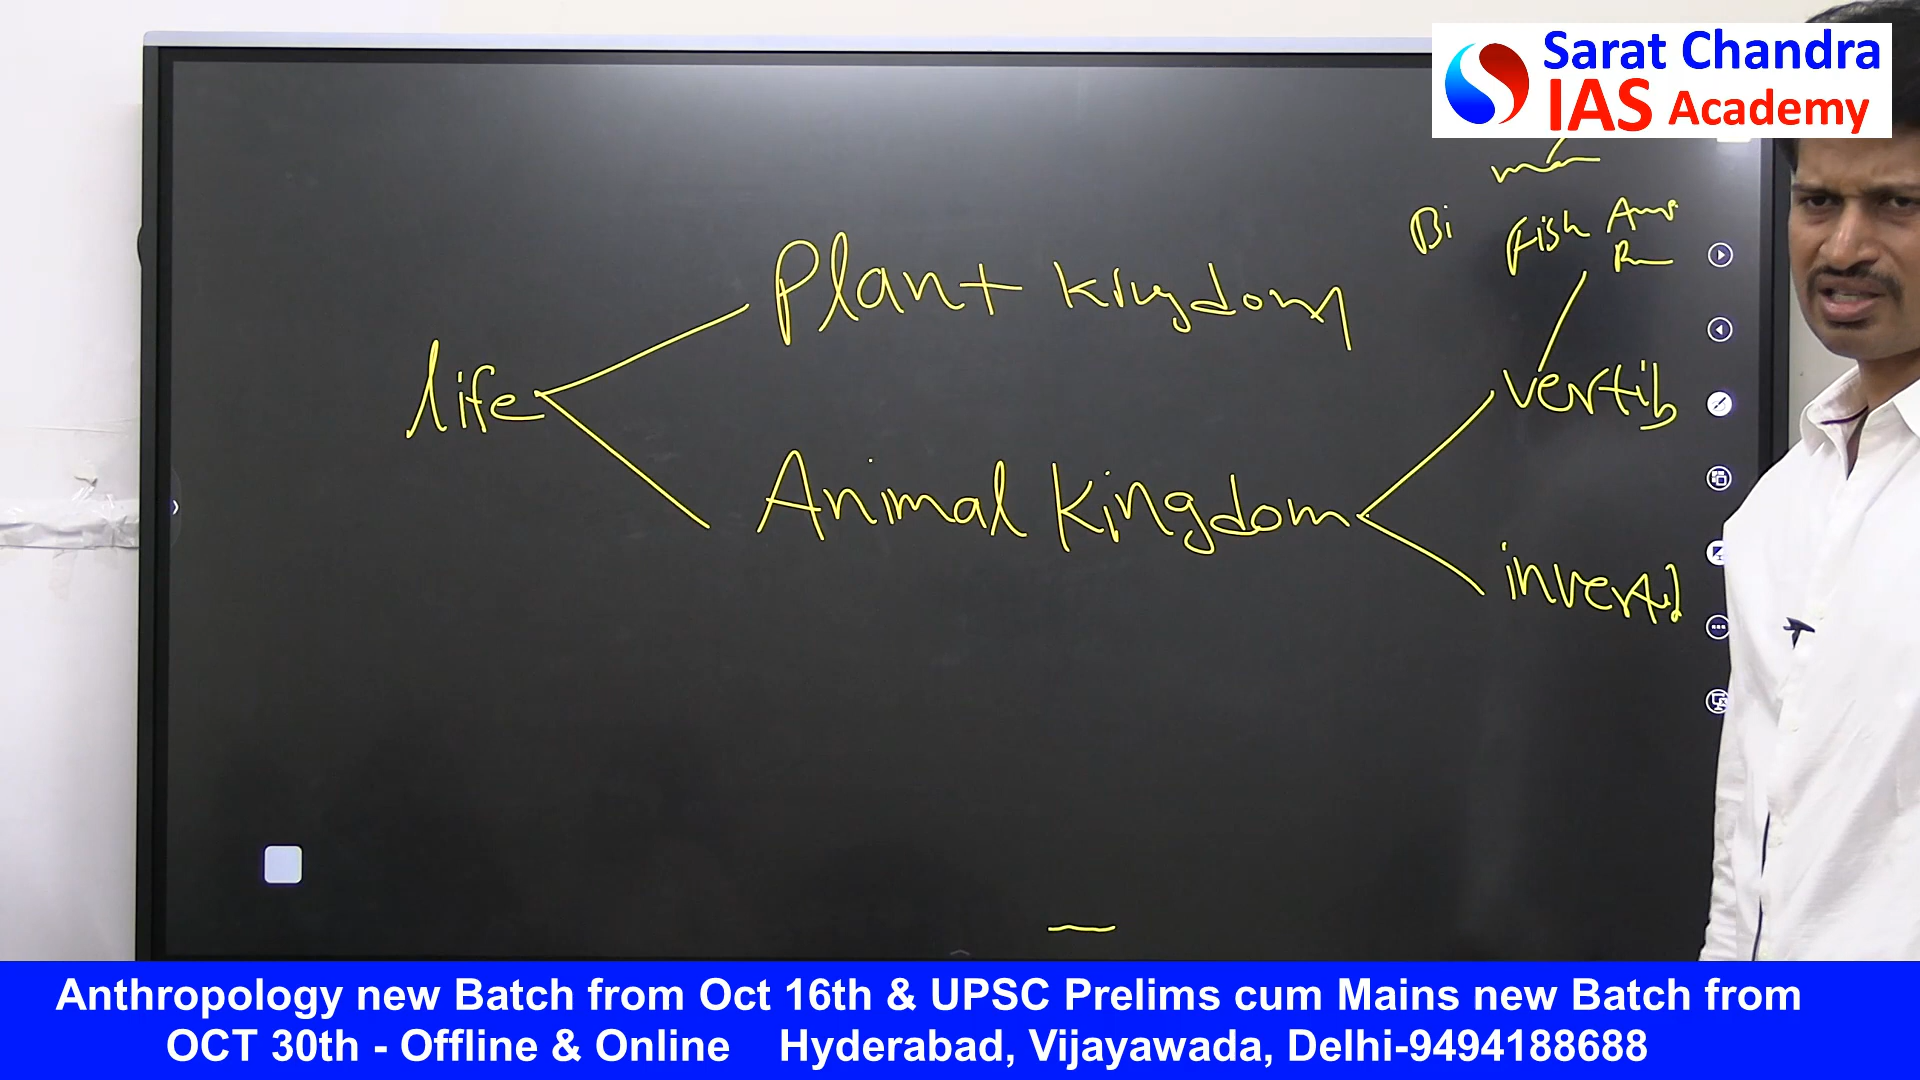 Sarat Chandra
IAS Academy
Bi Fish
Plant kingdom
life
vertib
Animal Kingdom
Anthropology new Batch from Oct 16th & UPSC Prelims cum Mains new Batch from
OCT 30th - Offline & Online Hyderabad, Vijayawada, Delhi-9494188688